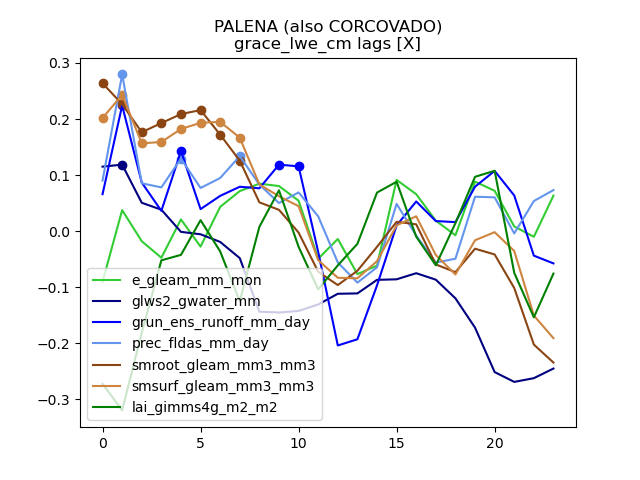 PALENA (also CORCOVADO)
grace_lwe_cm lags [X]
0.3
0.2
0.1
0.0
−0.1
−0.2
−0.3
e_gleam_mm_mon
glws2_gwater_mm
grun_ens_runoff_mm_day
prec_fldas_mm_day
smroot_gleam_mm3_mm3
smsurf_gleam_mm3_mm3
lai_gimms4g_m2_m2
0 5 10 15 20